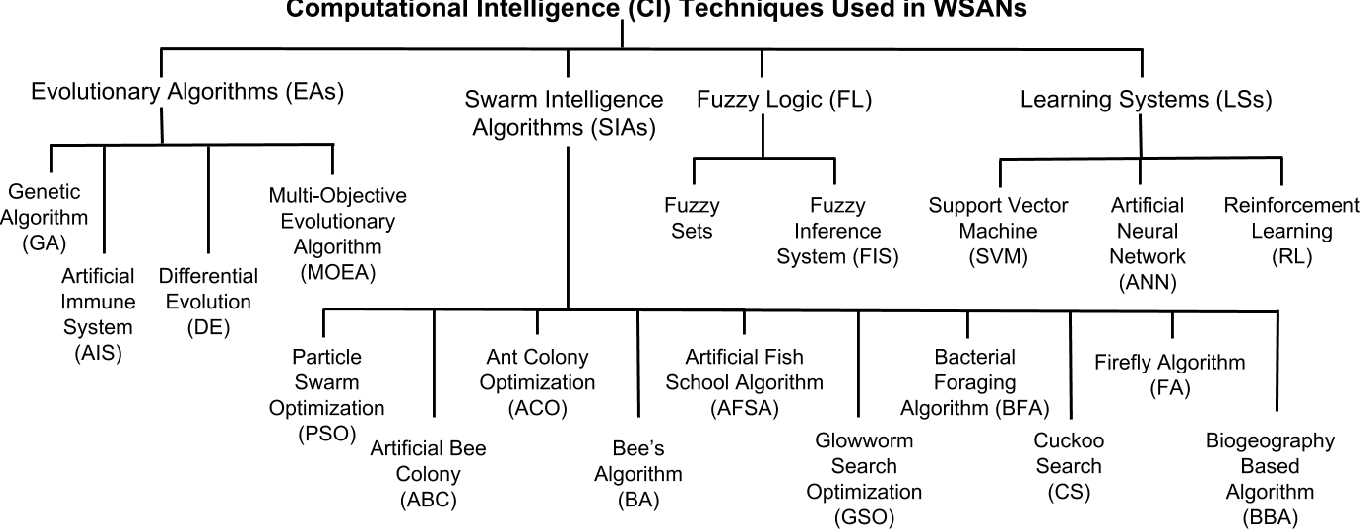 Computational Intelligence (CI) Techniques Used in WSANs
Evolutionary Algorithms (EAs)
Swarm Intelligence
Algorithms (SIAs)
Fuzzy Logic (FL)
Learning Systems (LSs)
Genetic
Algorithm
(GA)
Artificial
Immune
System
(AIS)
Differential
Evolution
(DE)
Multi-Objective
Evolutionary
Algorithm
(MOEA)
Fuzzy
Sets
Fuzzy
Inference
System (FIS)
Support Vector
Machine
(SVM)
Artificial
Neural
Network
(ANN)
Reinforcement
Learning
(RL)
Particle
Swarm
Optimization
(PSO)
Artificial Bee
Colony
(ABC)
Ant Colony
Optimization
(ACO)
Bee's
Algorithm
(BA)
Artificial Fish
School Algorithm
(AFSA)
Glowworm
Search
Optimization
(GSO)
Bacterial
Foraging
Algorithm (BFA)
Cuckoo
Search
(CS)
Firefly Algorithm
(FA)
Biogeography
Based
Algorithm
(BBA)